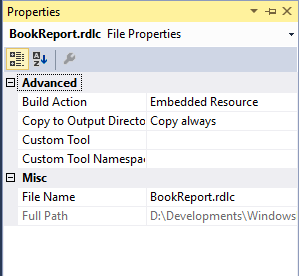 Properties
BookReport.rdlc File Properties
Advanced
Build Action Embedded Resource
Copy to Output Directo Copy always
Custom Tool
Custom Tool Namespac
Misc
File Name BookReport.rdlc
Full Path D:\Developments\Windows